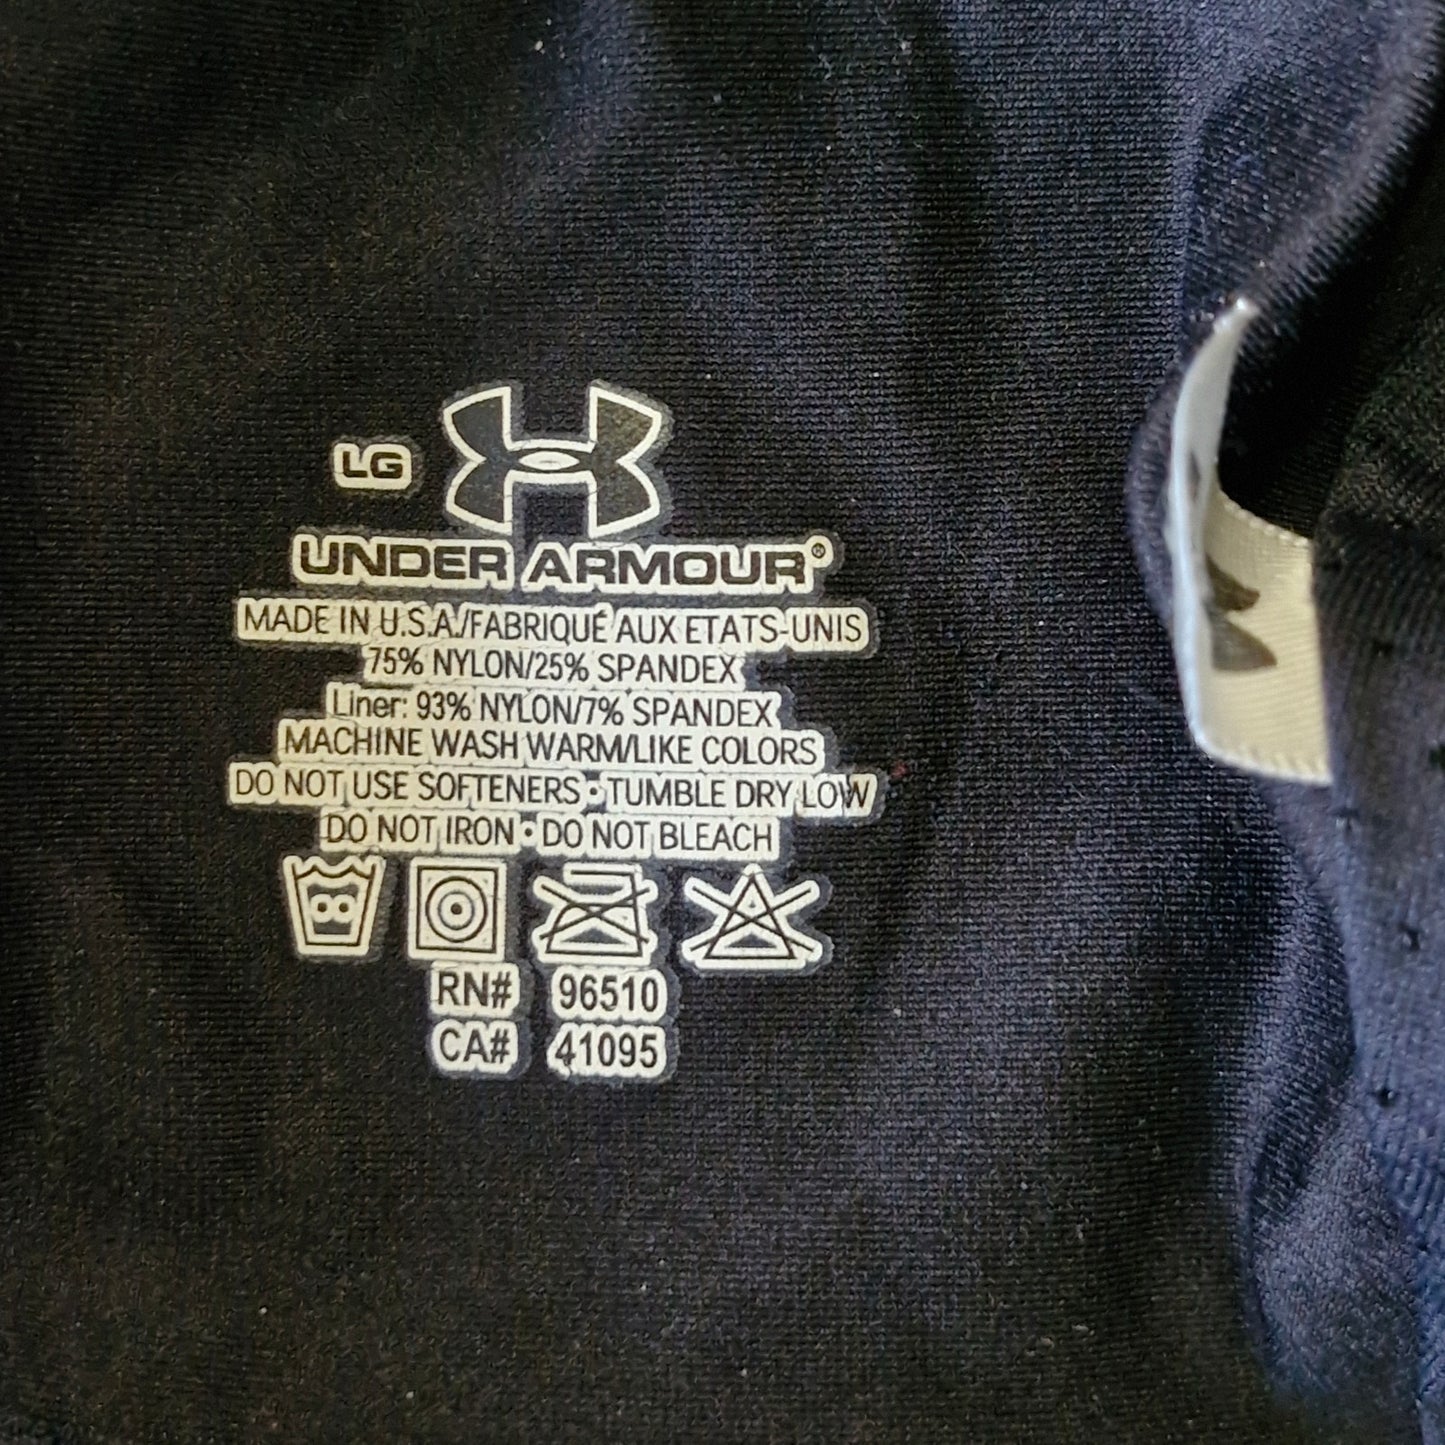 LG
UNDER ARMOUR®
MADE IN U.S.A./FABRIQUÉ AUX ETATS-UNIS
75% NYLON/25% SPANDEX
Liner: 93% NYLON/7% SPANDEX
MACHINE WASH WARM/LIKE COLORS
DO NOT USE SOFTENERS • TUMBLE DRY LOW
DO NOT IRON • DO NOT BLEACH
RN# 96510
CA# 41095